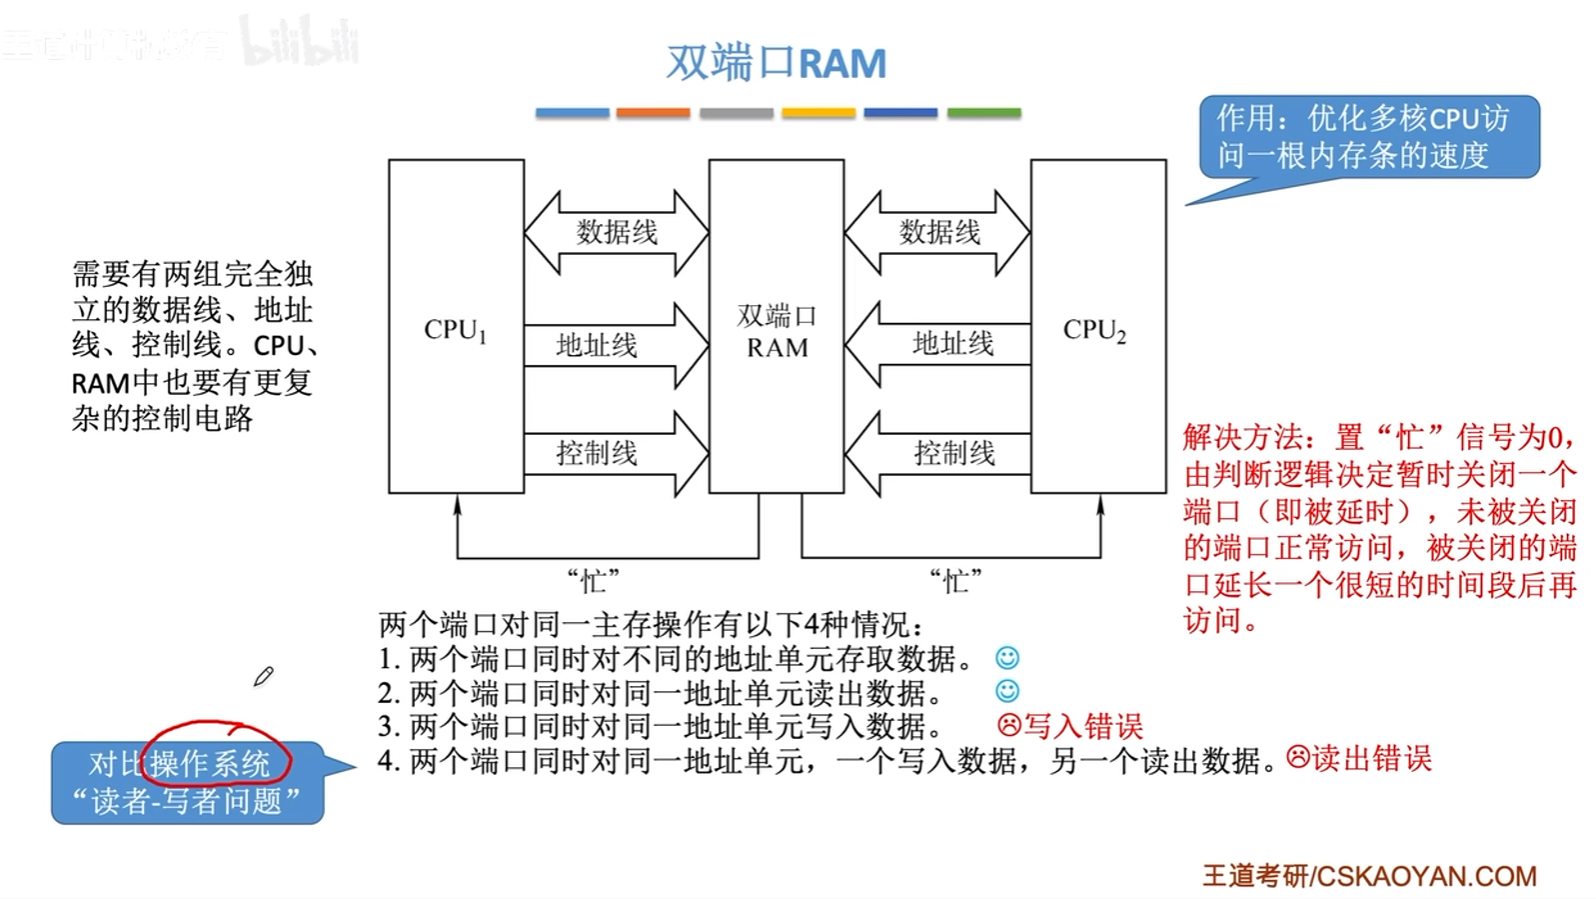 bilibili
双端口RAM
作用：优化多核CPU访
问一根内存条的速度
需要有两组完全独
立的数据线、地址
线、控制线。CPU、
RAM中也要有更复
杂的控制电路
CPU1
数据线
地址线
控制线
双端口
RAM
数据线
地址线
控制线
CPU2
“忙”
“忙”
解决方法：置“忙”信号为0，
由判断逻辑决定暂时关闭一个
端口（即被延时），未被关闭
的端口正常访问，被关闭的端
口延长一个很短的时间段后再
访问。
两个端口对同一主存操作有以下4种情况：
1. 两个端口同时对不同的地址单元存取数据。
2. 两个端口同时对同一地址单元读出数据。
3. 两个端口同时对同一地址单元写入数据。 写入错误
4. 两个端口同时对同一地址单元，一个写入数据，另一个读出数据。 读出错误
对比操作系统
“读者-写者问题”
王道考研/CSKAOYAN.COM